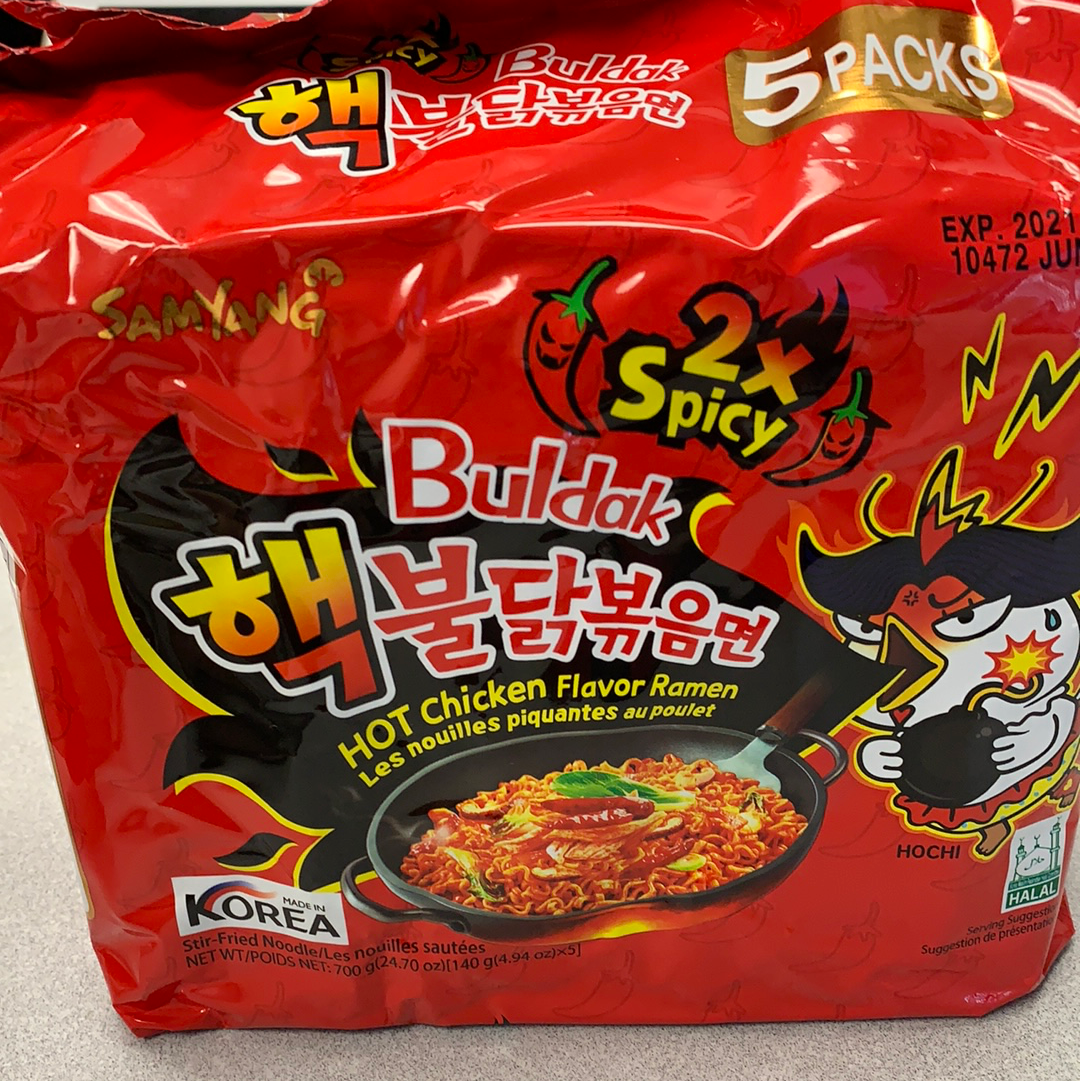 Spicy
Buldak
핵불닭볶음면
5 PACKS
EXP. 2021
10472
SAMYANG
2x
Spicy
Buldak
핵불닭볶음면
HOT Chicken Flavor Ramen
Les nouilles piquantes au poulet
HOCHI
HALAL
MADE IN
KOREA
Stir-Fried Noodle/Les nouilles sautées
NET WT/POIDS NET: 700 g(24.70 oz)[140 g(4.94 oz)x5]
Serving Suggestion
Suggestion de présentation